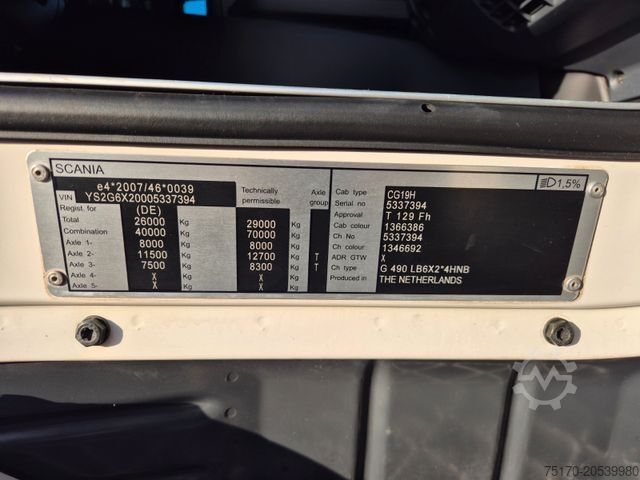 SCANIA
e4*2007/46*0039
VIN YS2G6X20005337394
Regist. for (DE) Technically permissible Axle group
Total 26000 Kg 29000 Kg
Combination 40000 Kg 70000 Kg
Axle 1- 8000 Kg 8000 Kg
Axle 2- 11500 Kg 12700 Kg T
Axle 3- 7500 Kg 8300 Kg T
Axle 4- X Kg X Kg
Axle 5- X Kg X Kg
1,5%
Cab type CG19H
Serial no 5337394
Approval T 129 Fh
Cab colour 1366386
Ch No 5337394
Ch colour 1346692
ADR GTW X
Ch type G 490 LB6X2*4HNB
Produced in THE NETHERLANDS
75170-20539980